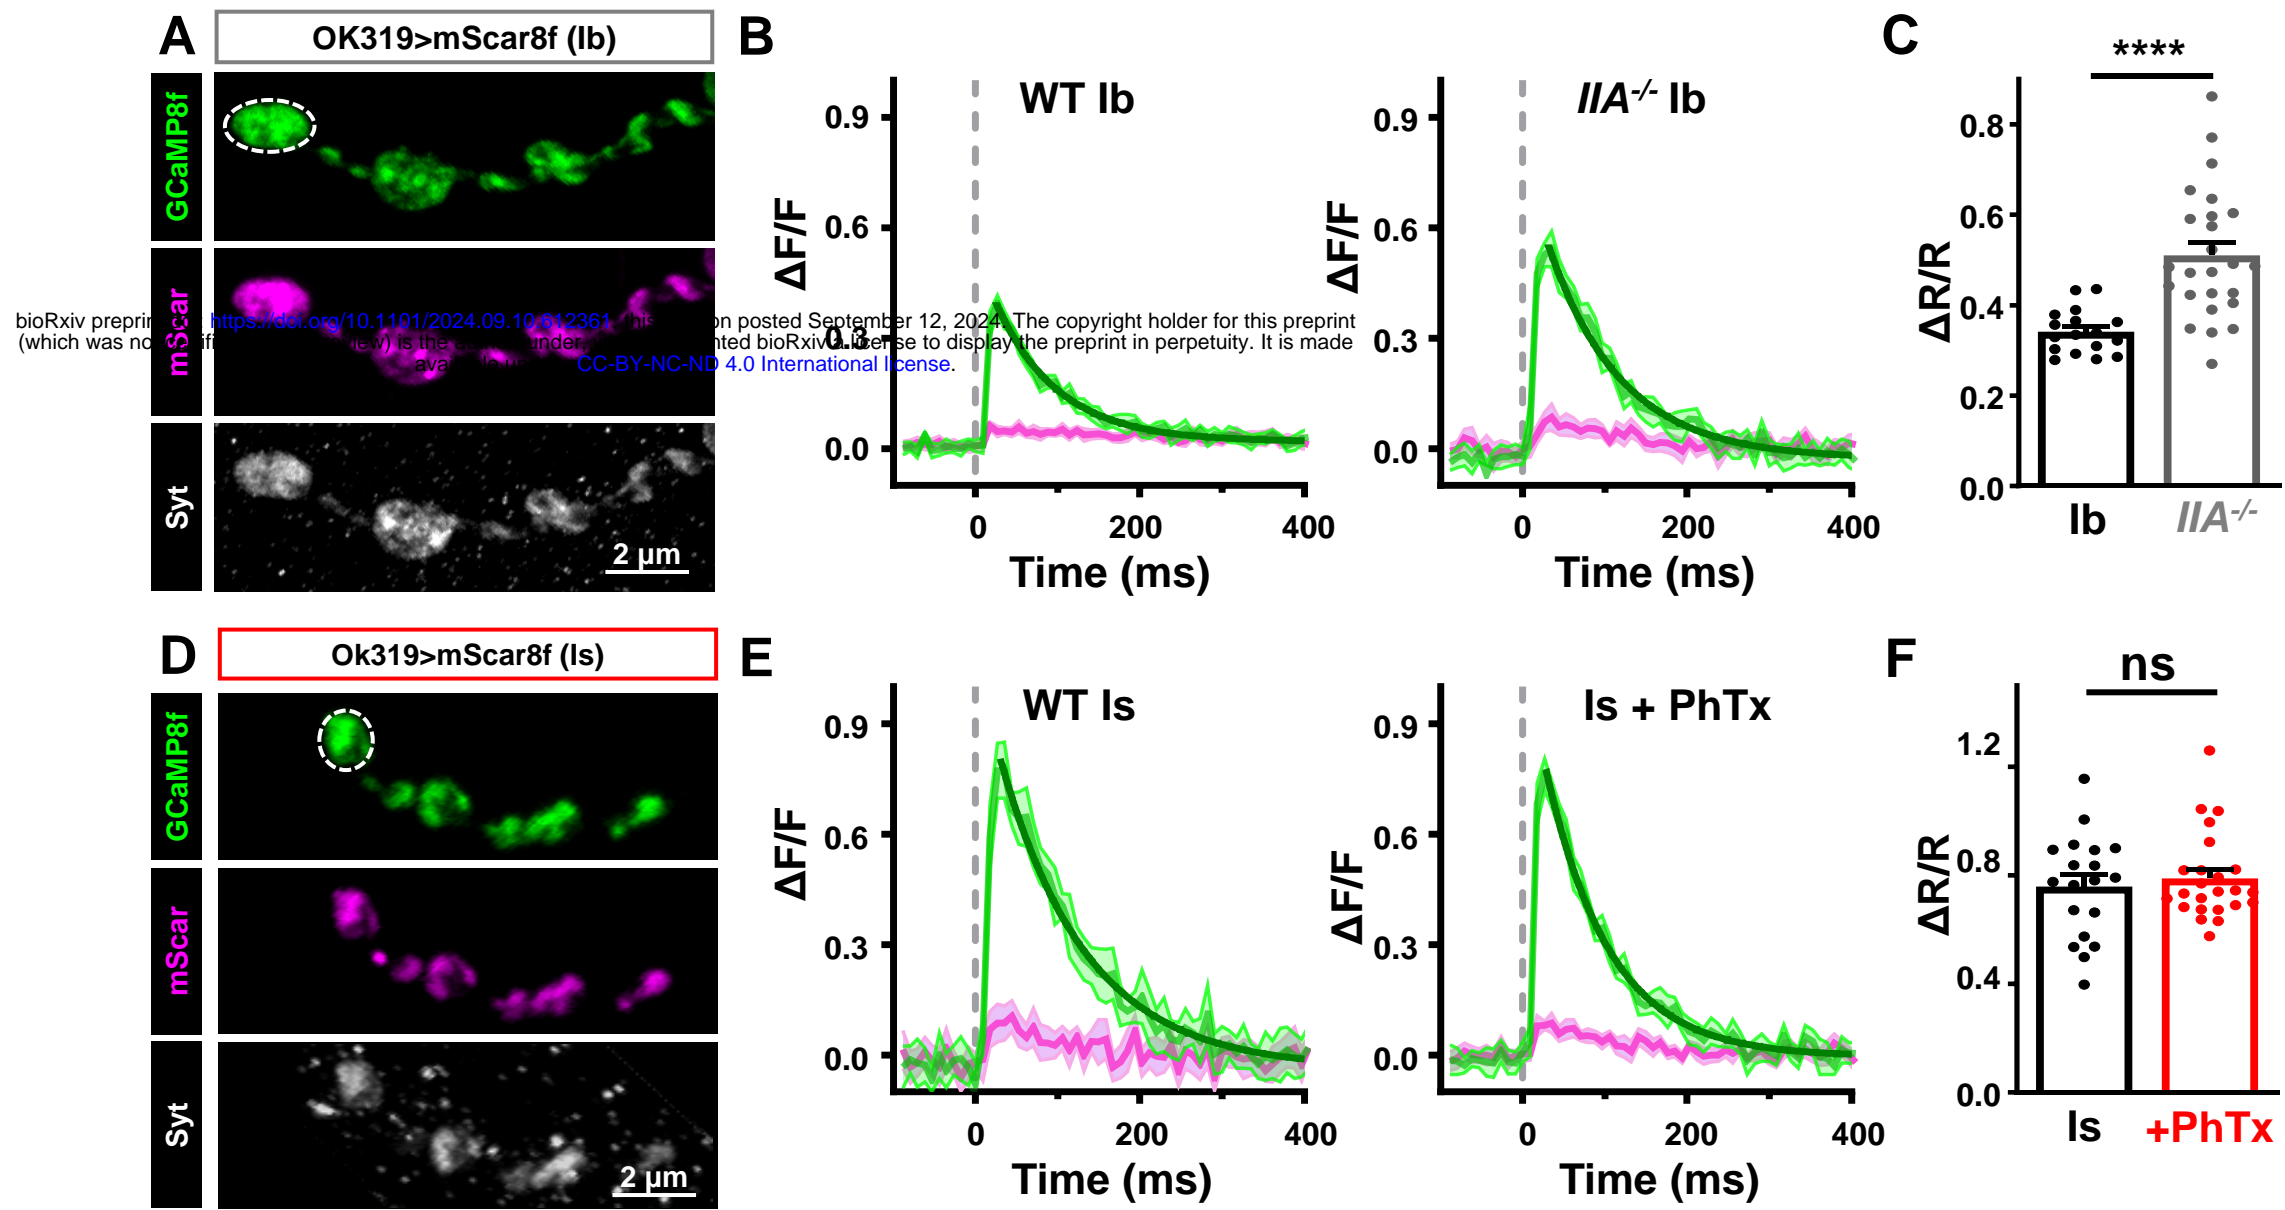 A
OK319>mScar8f (Ib)
GCaMP8f
mScar
Syt
2 µm
B
WT Ib
ΔF/F
0.9
0.6
0.3
0.0
0
200
400
Time (ms)
IIA-/- Ib
ΔF/F
0.9
0.6
0.3
0.0
0
200
400
Time (ms)
C
****
ΔR/R
0.8
0.6
0.4
0.2
0.0
Ib
IIA-/-
bioRxiv preprin https://doi.org/10.1101/2024.09.10.612361 on posted September 12, 2024. The copyright holder for this preprint
(which was no is the under. nted bioRxiv a license to display the preprint in perpetuity. It is made
CC-BY-NC-ND 4.0 International license.
D
Ok319>mScar8f (Is)
GCaMP8f
mScar
Syt
2 µm
E
WT Is
ΔF/F
0.9
0.6
0.3
0.0
0
200
400
Time (ms)
Is + PhTx
ΔF/F
0.9
0.6
0.3
0.0
0
200
400
Time (ms)
F
ns
ΔR/R
1.2
0.8
0.4
0.0
Is
+PhTx